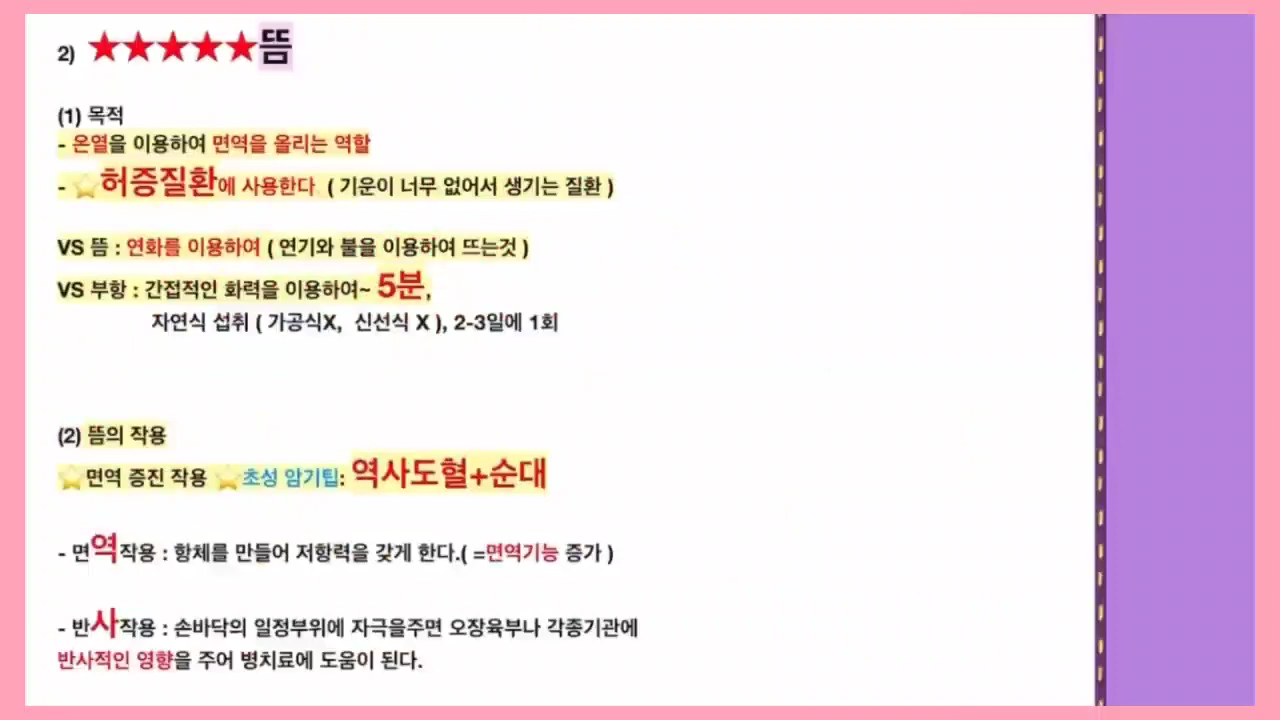 2) ★★★★★뜸
(1) 목적
- 온열을 이용하여 면역을 올리는 역할
- ⭐허증질환에 사용한다 ( 기운이 너무 없어서 생기는 질환 )
VS 뜸 : 연화를 이용하여 ( 연기와 불을 이용하여 뜨는것 )
VS 부항 : 간접적인 화력을 이용하여~ 5분,
자연식 섭취 ( 가공식X, 신선식 X ), 2-3일에 1회
(2) 뜸의 작용
⭐면역 증진 작용 ⭐초성 암기팁: 역사도혈+순대
- 면역작용 : 항체를 만들어 저항력을 갖게 한다.( =면역기능 증가 )
- 반사작용 : 손바닥의 일정부위에 자극을주면 오장육부나 각종기관에
반사적인 영향을 주어 병치료에 도움이 된다.